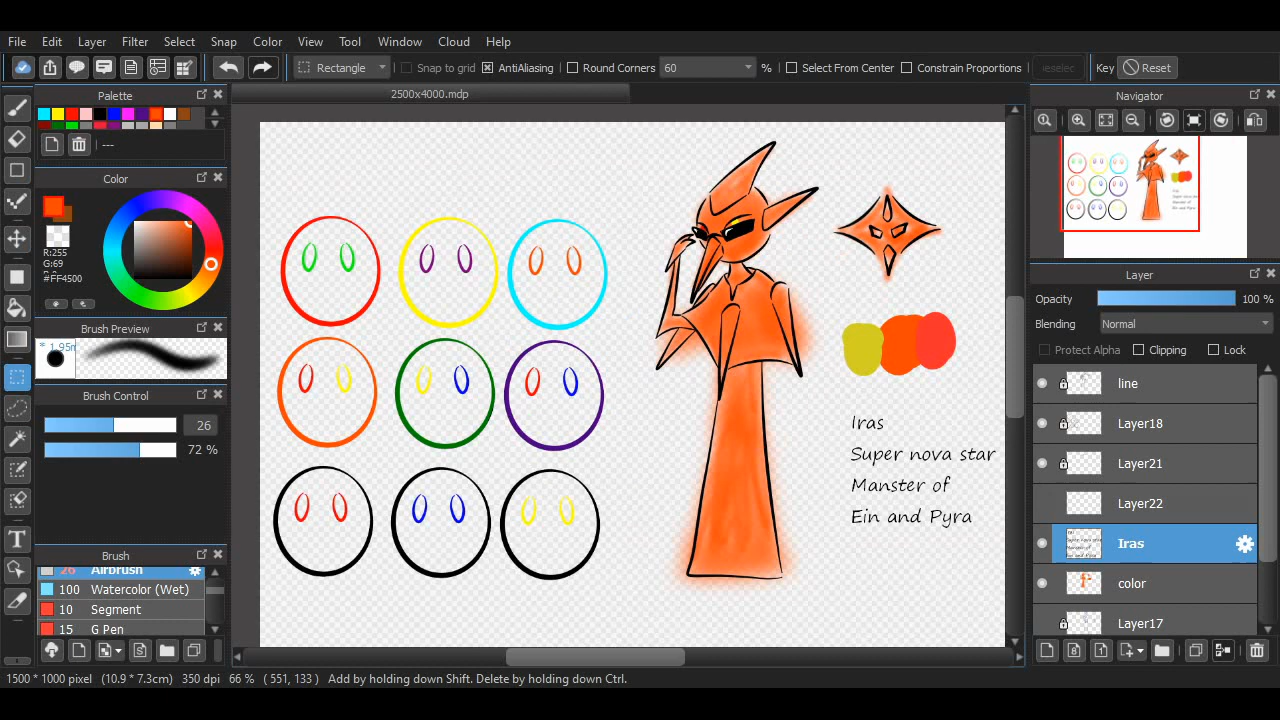 File Edit Layer Filter Select Snap Color View Tool Window Cloud Help
Rectangle Snap to grid AntiAliasing Round Corners 60 % Select From Center Constrain Proportions Key Reset
Palette
2500x4000.mdp
Navigator
---
Color
R:255
G:69
#FF4500
Brush Preview
Brush Control
26
72 %
Brush
26 Airbrush
100 Watercolor (Wet)
10 Segment
15 G Pen
Iras
Super nova star
Manster of
Ein and Pyra
Layer
Opacity 100 %
Blending Normal
Protect Alpha Clipping Lock
line
Layer18
Layer21
Layer22
Iras
color
Layer17
1500 * 1000 pixel (10.9 * 7.3cm) 350 dpi 66 % ( 551, 133 ) Add by holding down Shift. Delete by holding down Ctrl.